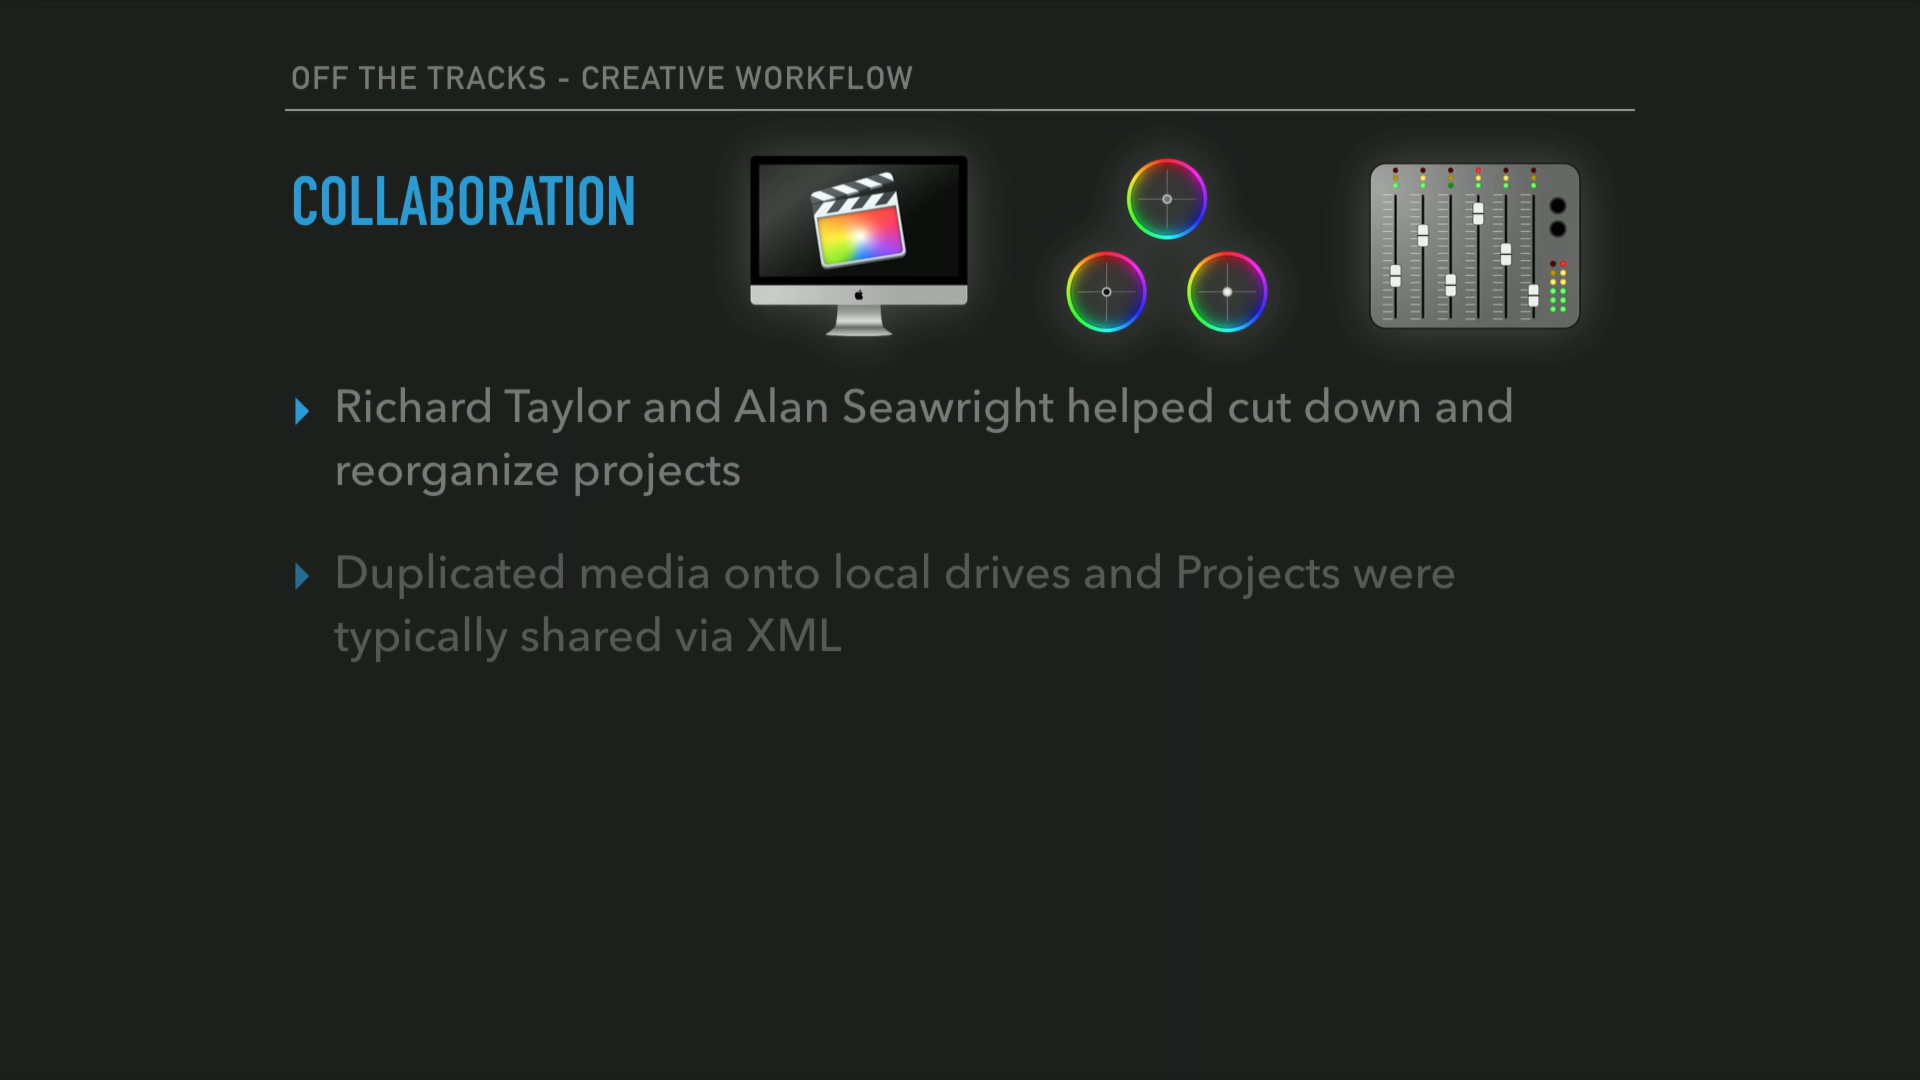 OFF THE TRACKS - CREATIVE WORKFLOW
COLLABORATION
Richard Taylor and Alan Seawright helped cut down and
reorganize projects
Duplicated media onto local drives and Projects were
typically shared via XML